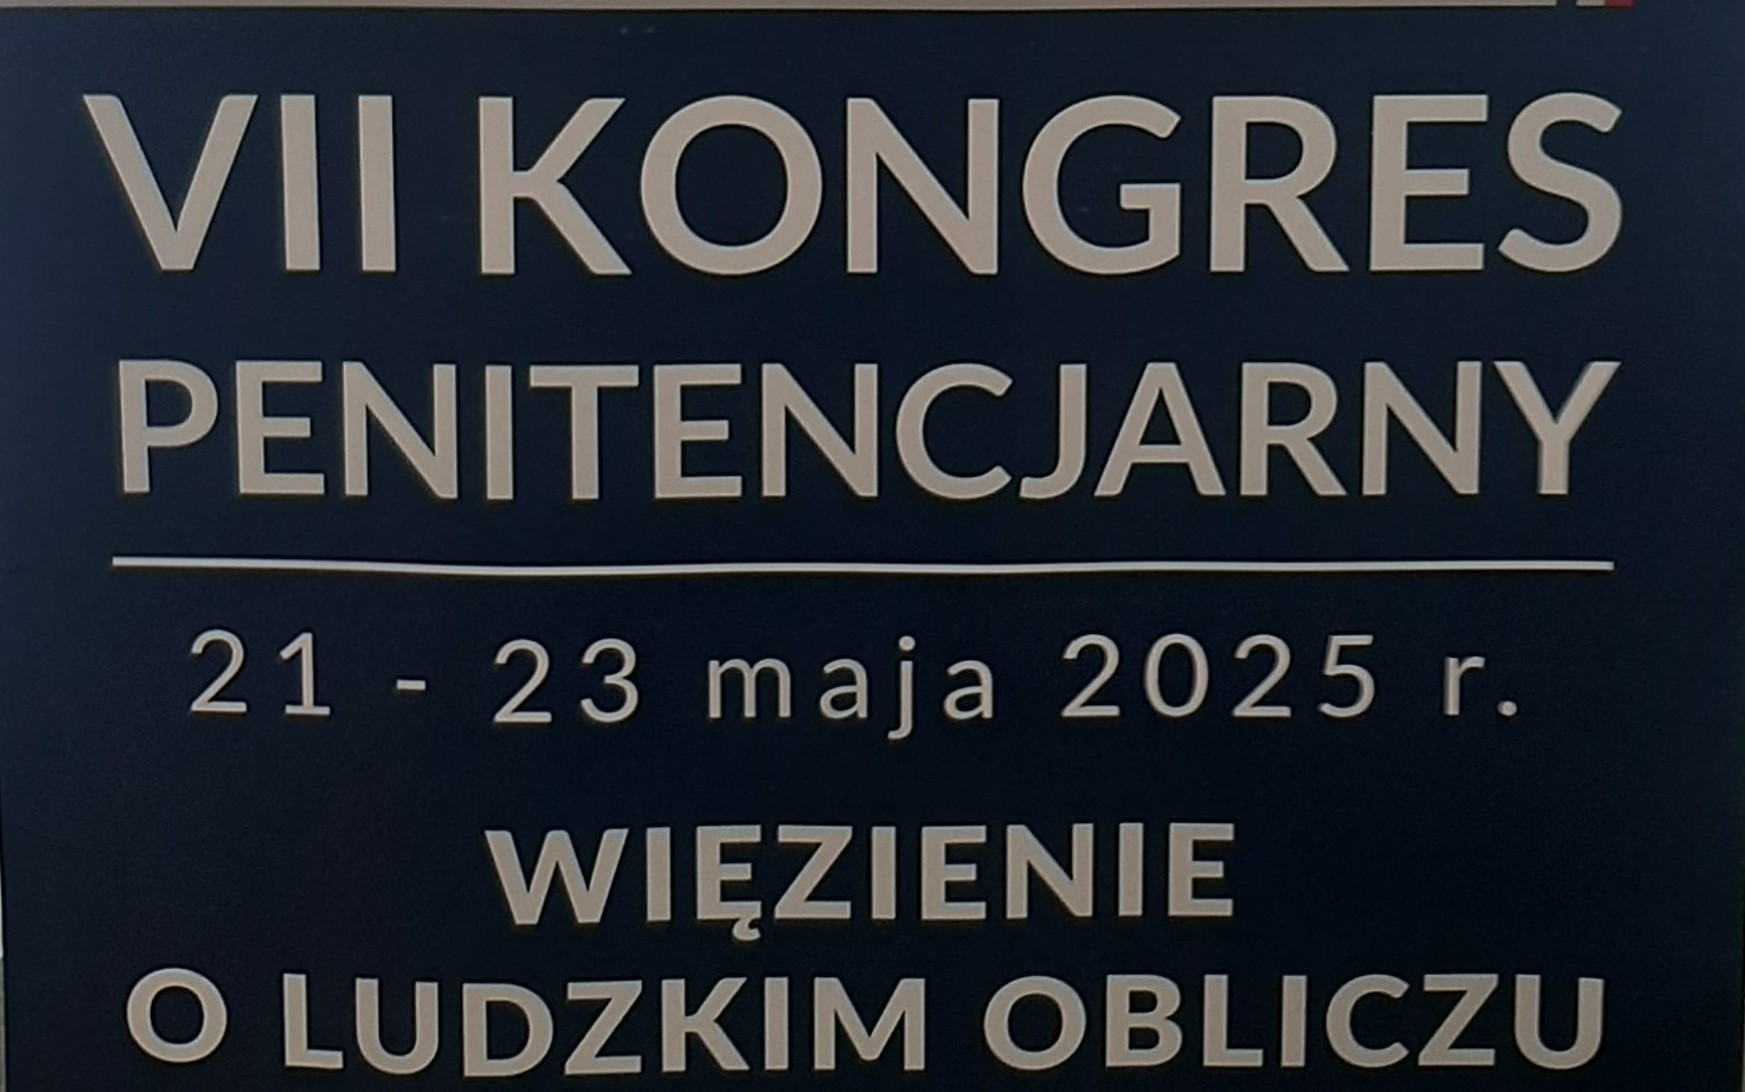 VII KONGRES
PENITENCJARNY
21 - 23 maja 2025 r.
WIĘZIENIE
O LUDZKIM OBLICZU